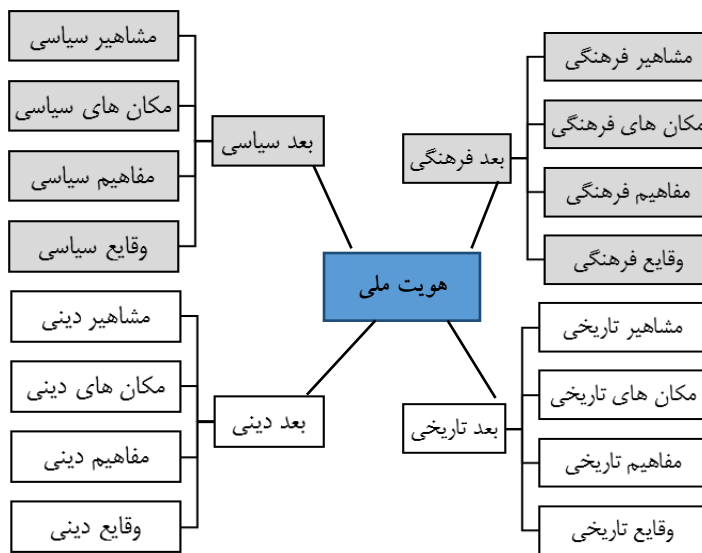 هویت ملی
بعد فرهنگی
مشاهیر فرهنگی
مکان های فرهنگی
مفاهیم فرهنگی
وقایع فرهنگی
بعد سیاسی
مشاهیر سیاسی
مکان های سیاسی
مفاهیم سیاسی
وقایع سیاسی
بعد تاریخی
مشاهیر تاریخی
مکان های تاریخی
مفاهیم تاریخی
وقایع تاریخی
بعد دینی
مشاهیر دینی
مکان های دینی
مفاهیم دینی
وقایع دینی